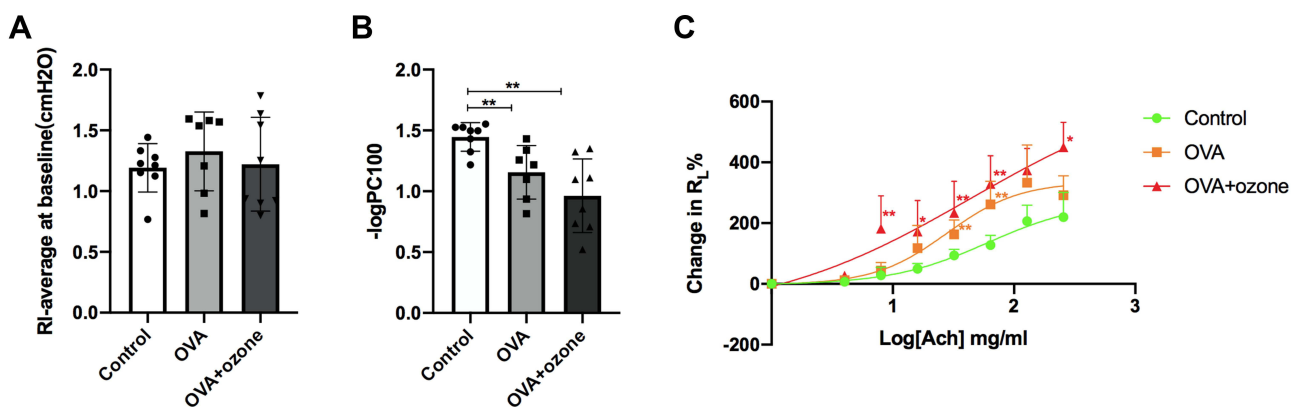 A
RI-average at baseline(cmH2O)
2.0
1.5
1.0
0.5
0.0
Control
OVA
OVA+ozone
B
-logPC100
2.0
1.5
1.0
0.5
0.0
**
**
Control
OVA
OVA+ozone
C
Change in RL%
600
400
200
0
-200
1
2
3
Log[Ach] mg/ml
**
*
**
**
**
**
*
Control
OVA
OVA+ozone